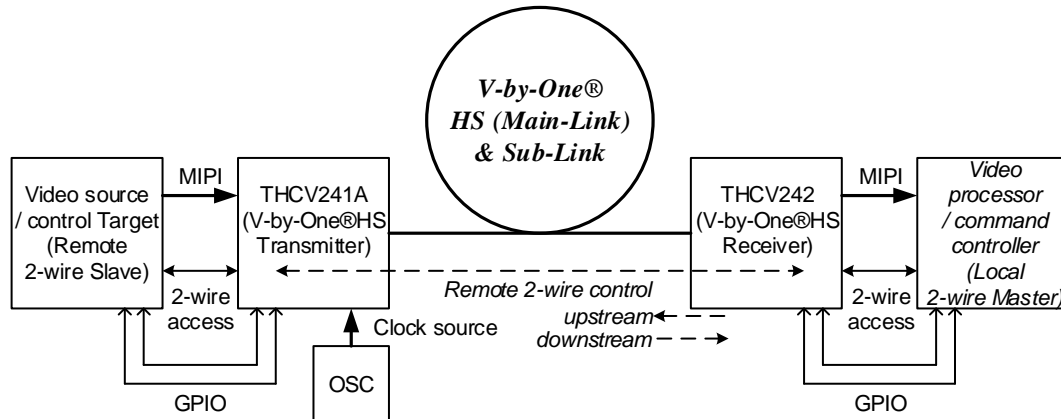 V-by-One®
HS (Main-Link)
& Sub-Link
Video source
/ control Target
(Remote
2-wire Slave)
MIPI
2-wire
access
GPIO
THCV241A
(V-by-One®HS
Transmitter)
Clock source
OSC
Remote 2-wire control
upstream
downstream
THCV242
(V-by-One®HS
Receiver)
MIPI
2-wire
access
GPIO
Video
processor
/ command
controller
(Local
2-wire Master)